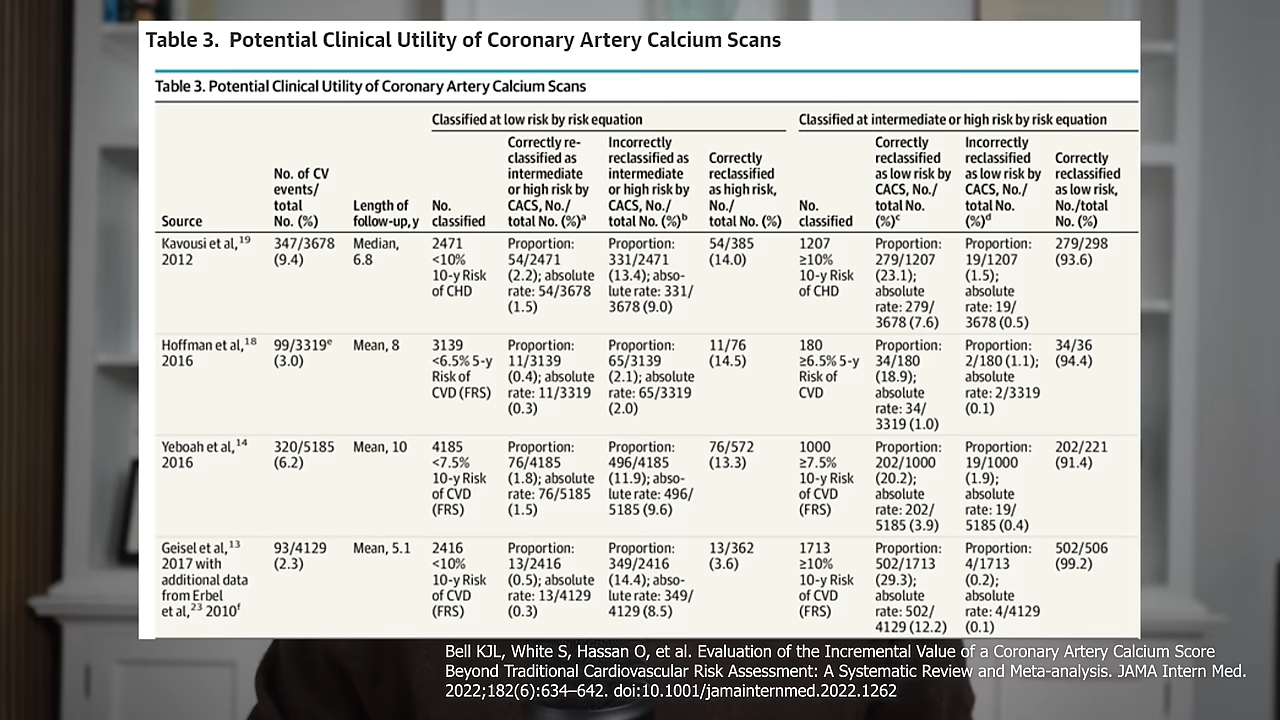 Table 3. Potential Clinical Utility of Coronary Artery Calcium Scans
Table 3. Potential Clinical Utility of Coronary Artery Calcium Scans
Classified at low risk by risk equation
Classified at intermediate or high risk by risk equation
Source
No. of CV
events/
total
No. (%)
Length of
follow-up, y
No.
classified
Correctly re-
classified as
intermediate
or high risk by
CACS, No./
total No. (%)a
Incorrectly
reclassified as
intermediate
or high risk by
CACS, No./
total No. (%)b
Correctly
reclassified
as high risk,
No./
total No. (%)
No.
classified
Correctly
reclassified
as low risk by
CACS, No./
total No.
(%)c
Incorrectly
reclassified
as low risk by
CACS, No./
total No.
(%)d
Correctly
reclassified
as low risk,
No./total
No. (%)
Kavousi et al,19
2012
347/3678
(9.4)
Median,
6.8
2471
<10%
10-y Risk
of CHD
Proportion:
54/2471
(2.2); absolute
rate: 54/3678
(1.5)
Proportion:
331/2471
(13.4); abso-
lute rate: 331/
3678 (9.0)
54/385
(14.0)
1207
≥10%
10-y Risk
of CHD
Proportion:
279/1207
(23.1);
absolute
rate: 279/
3678 (7.6)
Proportion:
19/1207
(1.5);
absolute
rate: 19/
3678 (0.5)
279/298
(93.6)
Hoffman et al,18
2016
99/3319e
(3.0)
Mean, 8
3139
<6.5% 5-y
Risk of
CVD (FRS)
Proportion:
11/3139
(0.4); absolute
rate: 11/3319
(0.3)
Proportion:
65/3139
(2.1); absolute
rate: 65/3319
(2.0)
11/76
(14.5)
180
≥6.5% 5-y
Risk of
CVD
Proportion:
34/180
(18.9);
absolute
rate: 34/
3319 (1.0)
Proportion:
2/180 (1.1);
absolute
rate: 2/3319
(0.1)
34/36
(94.4)
Yeboah et al,14
2016
320/5185
(6.2)
Mean, 10
4185
<7.5%
10-y Risk
of CVD
(FRS)
Proportion:
76/4185
(1.8); absolute
rate: 76/5185
(1.5)
Proportion:
496/4185
(11.9); abso-
lute rate: 496/
5185 (9.6)
76/572
(13.3)
1000
≥7.5%
10-y Risk
of CVD
(FRS)
Proportion:
202/1000
(20.2);
absolute
rate: 202/
5185 (3.9)
Proportion:
19/1000
(1.9);
absolute
rate: 19/
5185 (0.4)
202/221
(91.4)
Geisel et al,13
2017 with
additional data
from Erbel
et al,23 2010f
93/4129
(2.3)
Mean, 5.1
2416
<10%
10-y Risk
of CVD
(FRS)
Proportion:
13/2416
(0.5); absolute
rate: 13/4129
(0.3)
Proportion:
349/2416
(14.4); abso-
lute rate: 349/
4129 (8.5)
13/362
(3.6)
1713
≥10%
10-y Risk
of CVD
(FRS)
Proportion:
502/1713
(29.3);
absolute
rate: 502/
4129 (12.2)
Proportion:
4/1713
(0.2);
absolute
rate: 4/4129
(0.1)
502/506
(99.2)
Bell KJL, White S, Hassan O, et al. Evaluation of the Incremental Value of a Coronary Artery Calcium Score
Beyond Traditional Cardiovascular Risk Assessment: A Systematic Review and Meta-analysis. JAMA Intern Med.
2022;182(6):634–642. doi:10.1001/jamainternmed.2022.1262